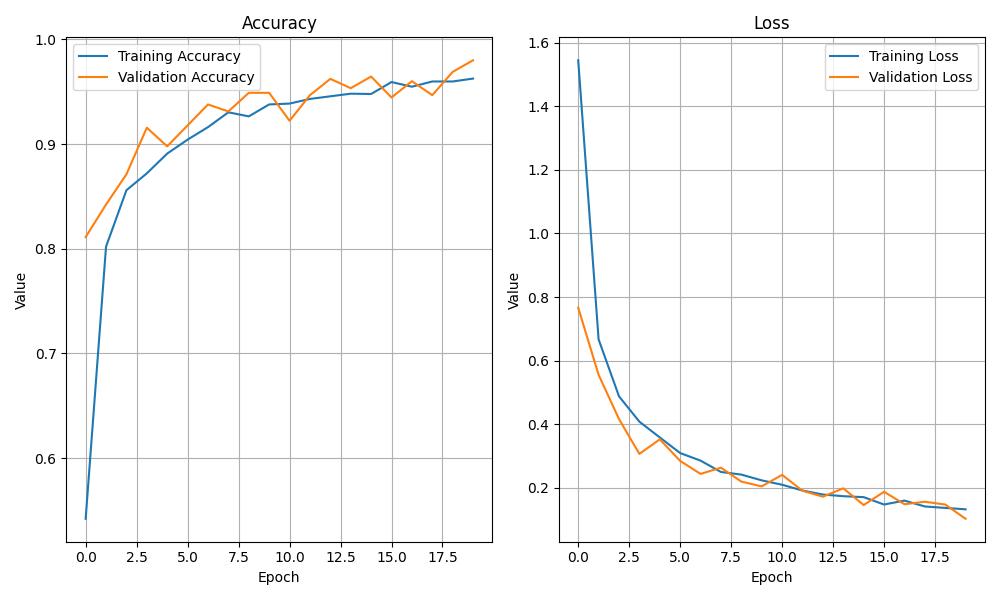 Accuracy
Training Accuracy
Validation Accuracy
Value
1.0
0.9
0.8
0.7
0.6
0.0 2.5 5.0 7.5 10.0 12.5 15.0 17.5
Epoch
Loss
Training Loss
Validation Loss
Value
1.6
1.4
1.2
1.0
0.8
0.6
0.4
0.2
0.0 2.5 5.0 7.5 10.0 12.5 15.0 17.5
Epoch